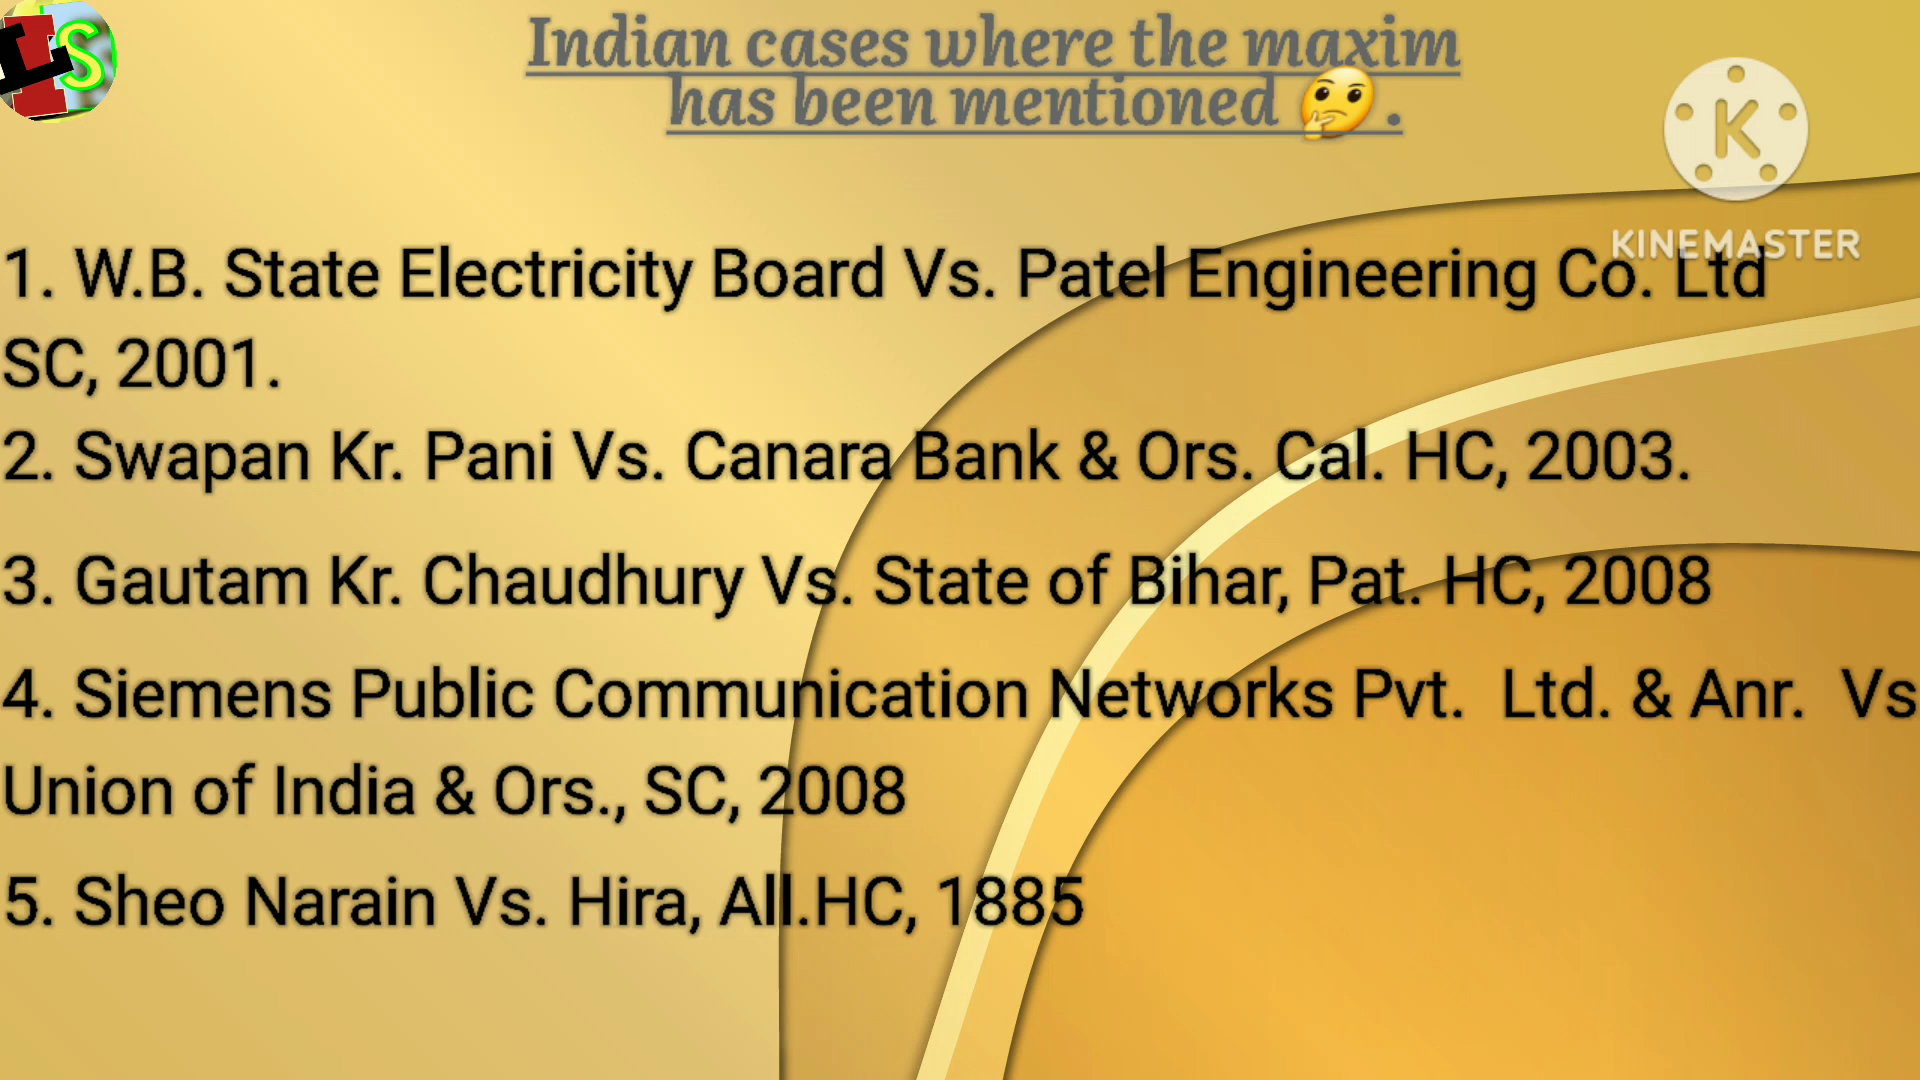 LS
Indian cases where the maxim
has been mentioned 🤔.
K
KINEMASTER
1. W.B. State Electricity Board Vs. Patel Engineering Co. Ltd
SC, 2001.
2. Swapan Kr. Pani Vs. Canara Bank & Ors. Cal. HC, 2003.
3. Gautam Kr. Chaudhury Vs. State of Bihar, Pat. HC, 2008
4. Siemens Public Communication Networks Pvt. Ltd. & Anr. Vs
Union of India & Ors., SC, 2008
5. Sheo Narain Vs. Hira, All.HC, 1885